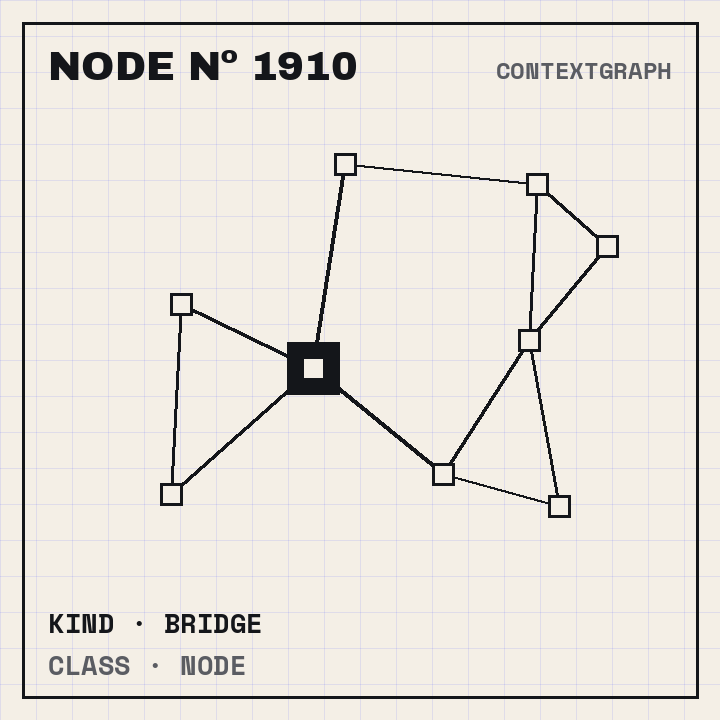 NODE Nº 1910
CONTEXTGRAPH
KIND · BRIDGE
CLASS · NODE